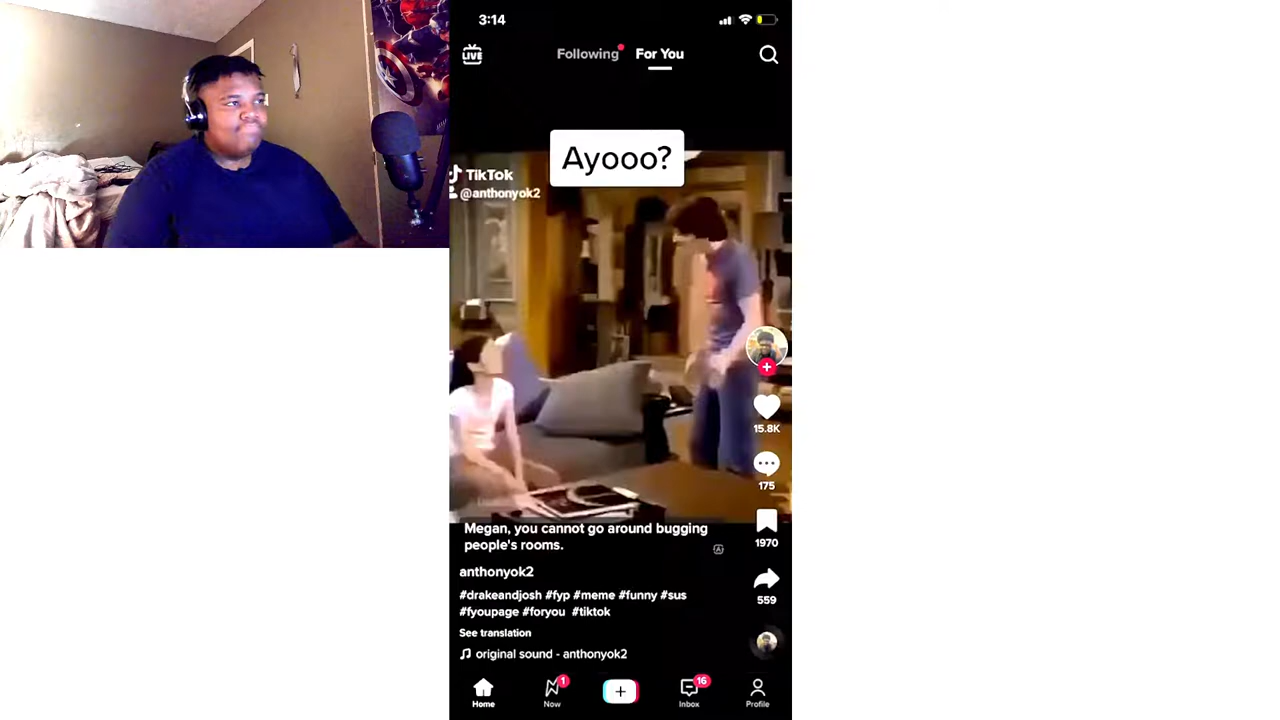 3:14
LIVE
Following
For You
Ayooo?
TikTok
@anthonyok2
15.8K
175
1970
559
Megan, you cannot go around bugging
people's rooms.
anthonyok2
#drakeandjosh #fyp #meme #funny #sus
#fyoupage #foryou #tiktok
See translation
original sound - anthonyok2
Home
1
Now
16
Inbox
Profile